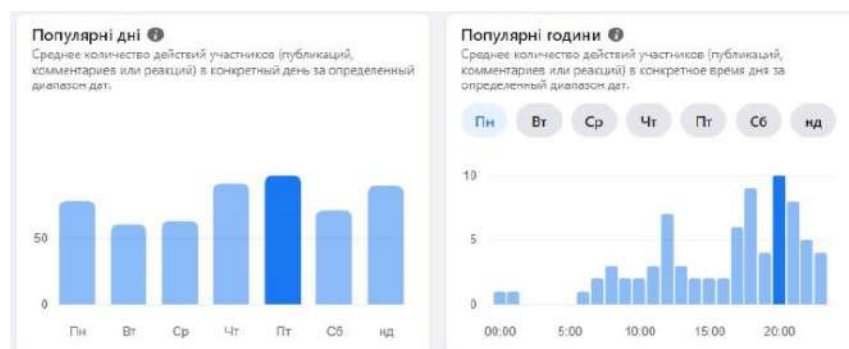 Популярні дні
Среднее количество действий участников (публикаций,
комментариев или реакций) в конкретный день за определенный
диапазон дат.
50
0
Пн Вт Ср Чт Пт Сб нд
Популярні години
Среднее количество действий участников (публикаций,
комментариев или реакций) в конкретное время дня за
определенный диапазон дат.
Пн Вт Ср Чт Пт Сб нд
10
5
0
00:00 5:00 10:00 15:00 20:00